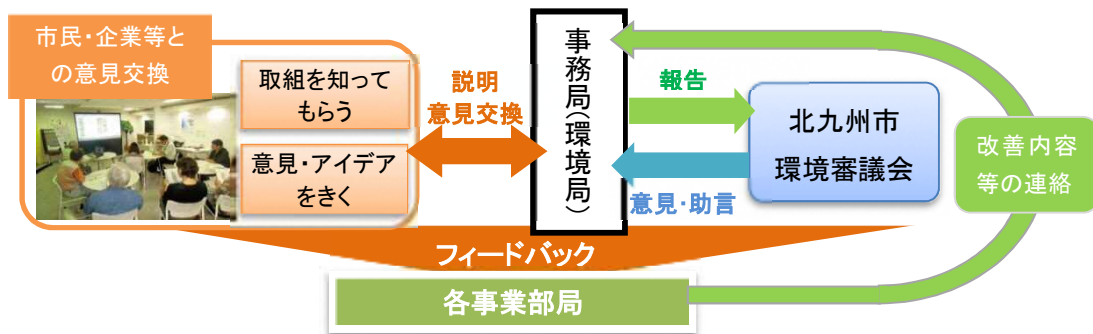 市民・企業等と
の意見交換
取組を知って
もらう
意見・アイデア
をきく
説明
意見交換
事務局(環境局)
報告
意見・助言
北九州市
環境審議会
改善内容
等の連絡
フィードバック
各事業部局